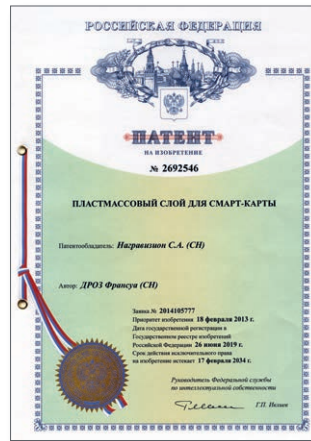 РОССИЙСКАЯ ФЕДЕРАЦИЯ
ПАТЕНТ
НА ИЗОБРЕТЕНИЕ
№ 2692546
ПЛАСТМАССОВЫЙ СЛОЙ ДЛЯ СМАРТ-КАРТЫ
Патентообладатель: Награвизион С.А. (CH)
Автор: ДРОЗ Франсуа (CH)
Заявка № 2014105777
Приоритет изобретения 18 февраля 2013 г.
Дата государственной регистрации в
Государственном реестре изобретений
Российской Федерации 26 июня 2019 г.
Срок действия исключительного права
на изобретение истекает 17 февраля 2034 г.
Руководитель Федеральной службы
по интеллектуальной собственности
Г.П. Ивлиев